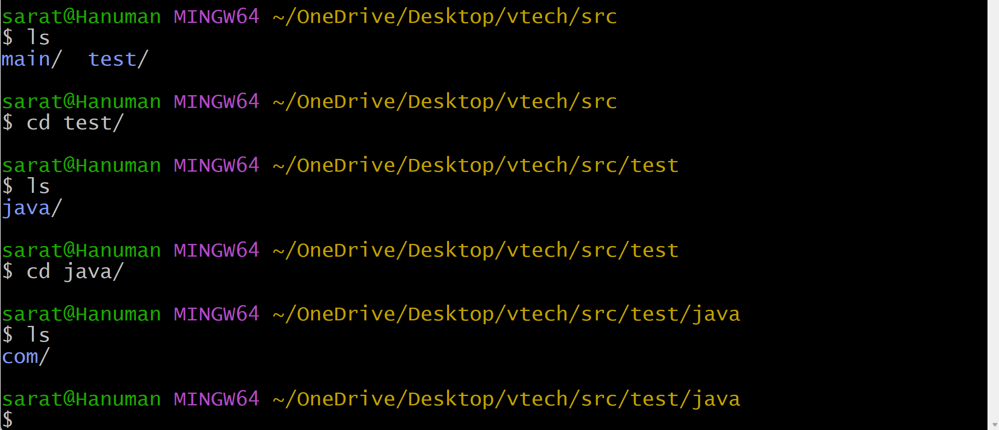 sarat@Hanuman MINGW64 ~/OneDrive/Desktop/vtech/src
$ ls
main/  test/
sarat@Hanuman MINGW64 ~/OneDrive/Desktop/vtech/src
$ cd test/
sarat@Hanuman MINGW64 ~/OneDrive/Desktop/vtech/src/test
$ ls
java/
sarat@Hanuman MINGW64 ~/OneDrive/Desktop/vtech/src/test
$ cd java/
sarat@Hanuman MINGW64 ~/OneDrive/Desktop/vtech/src/test/java
$ ls
com/
sarat@Hanuman MINGW64 ~/OneDrive/Desktop/vtech/src/test/java
$